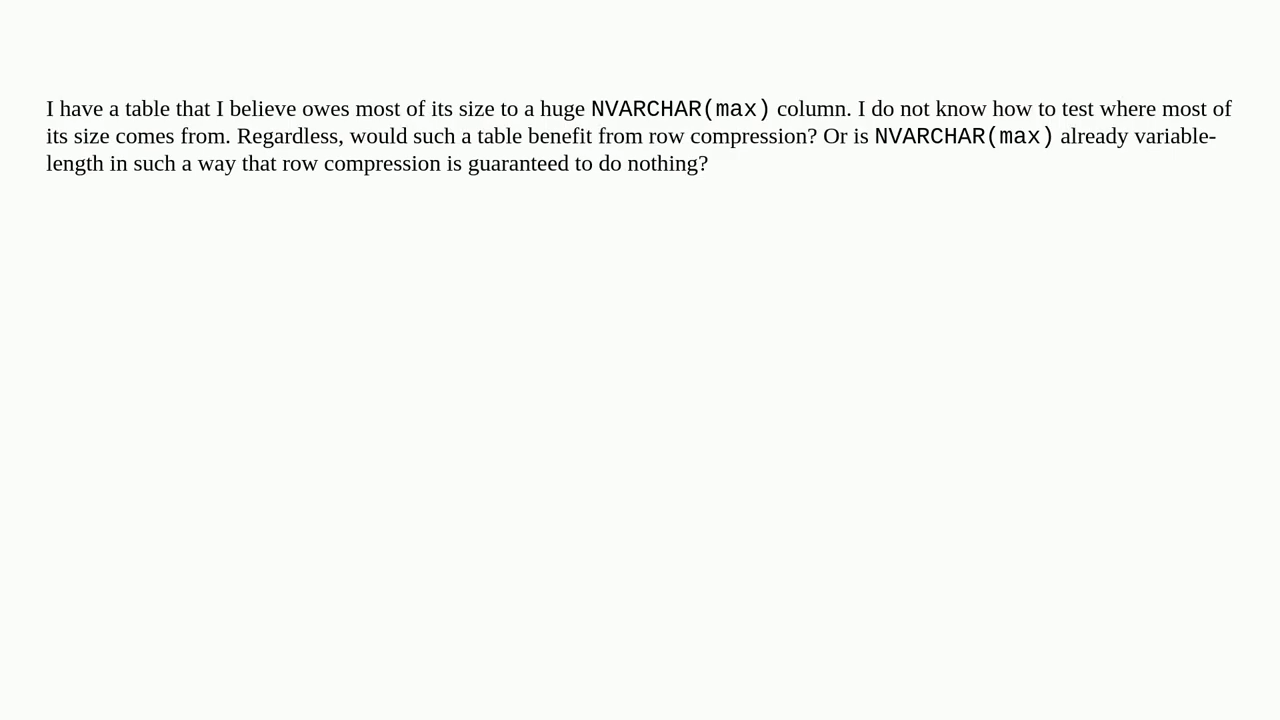 I have a table that I believe owes most of its size to a huge NVARCHAR(max) column. I do not know how to test where most of
its size comes from. Regardless, would such a table benefit from row compression? Or is NVARCHAR(max) already variable-
length in such a way that row compression is guaranteed to do nothing?